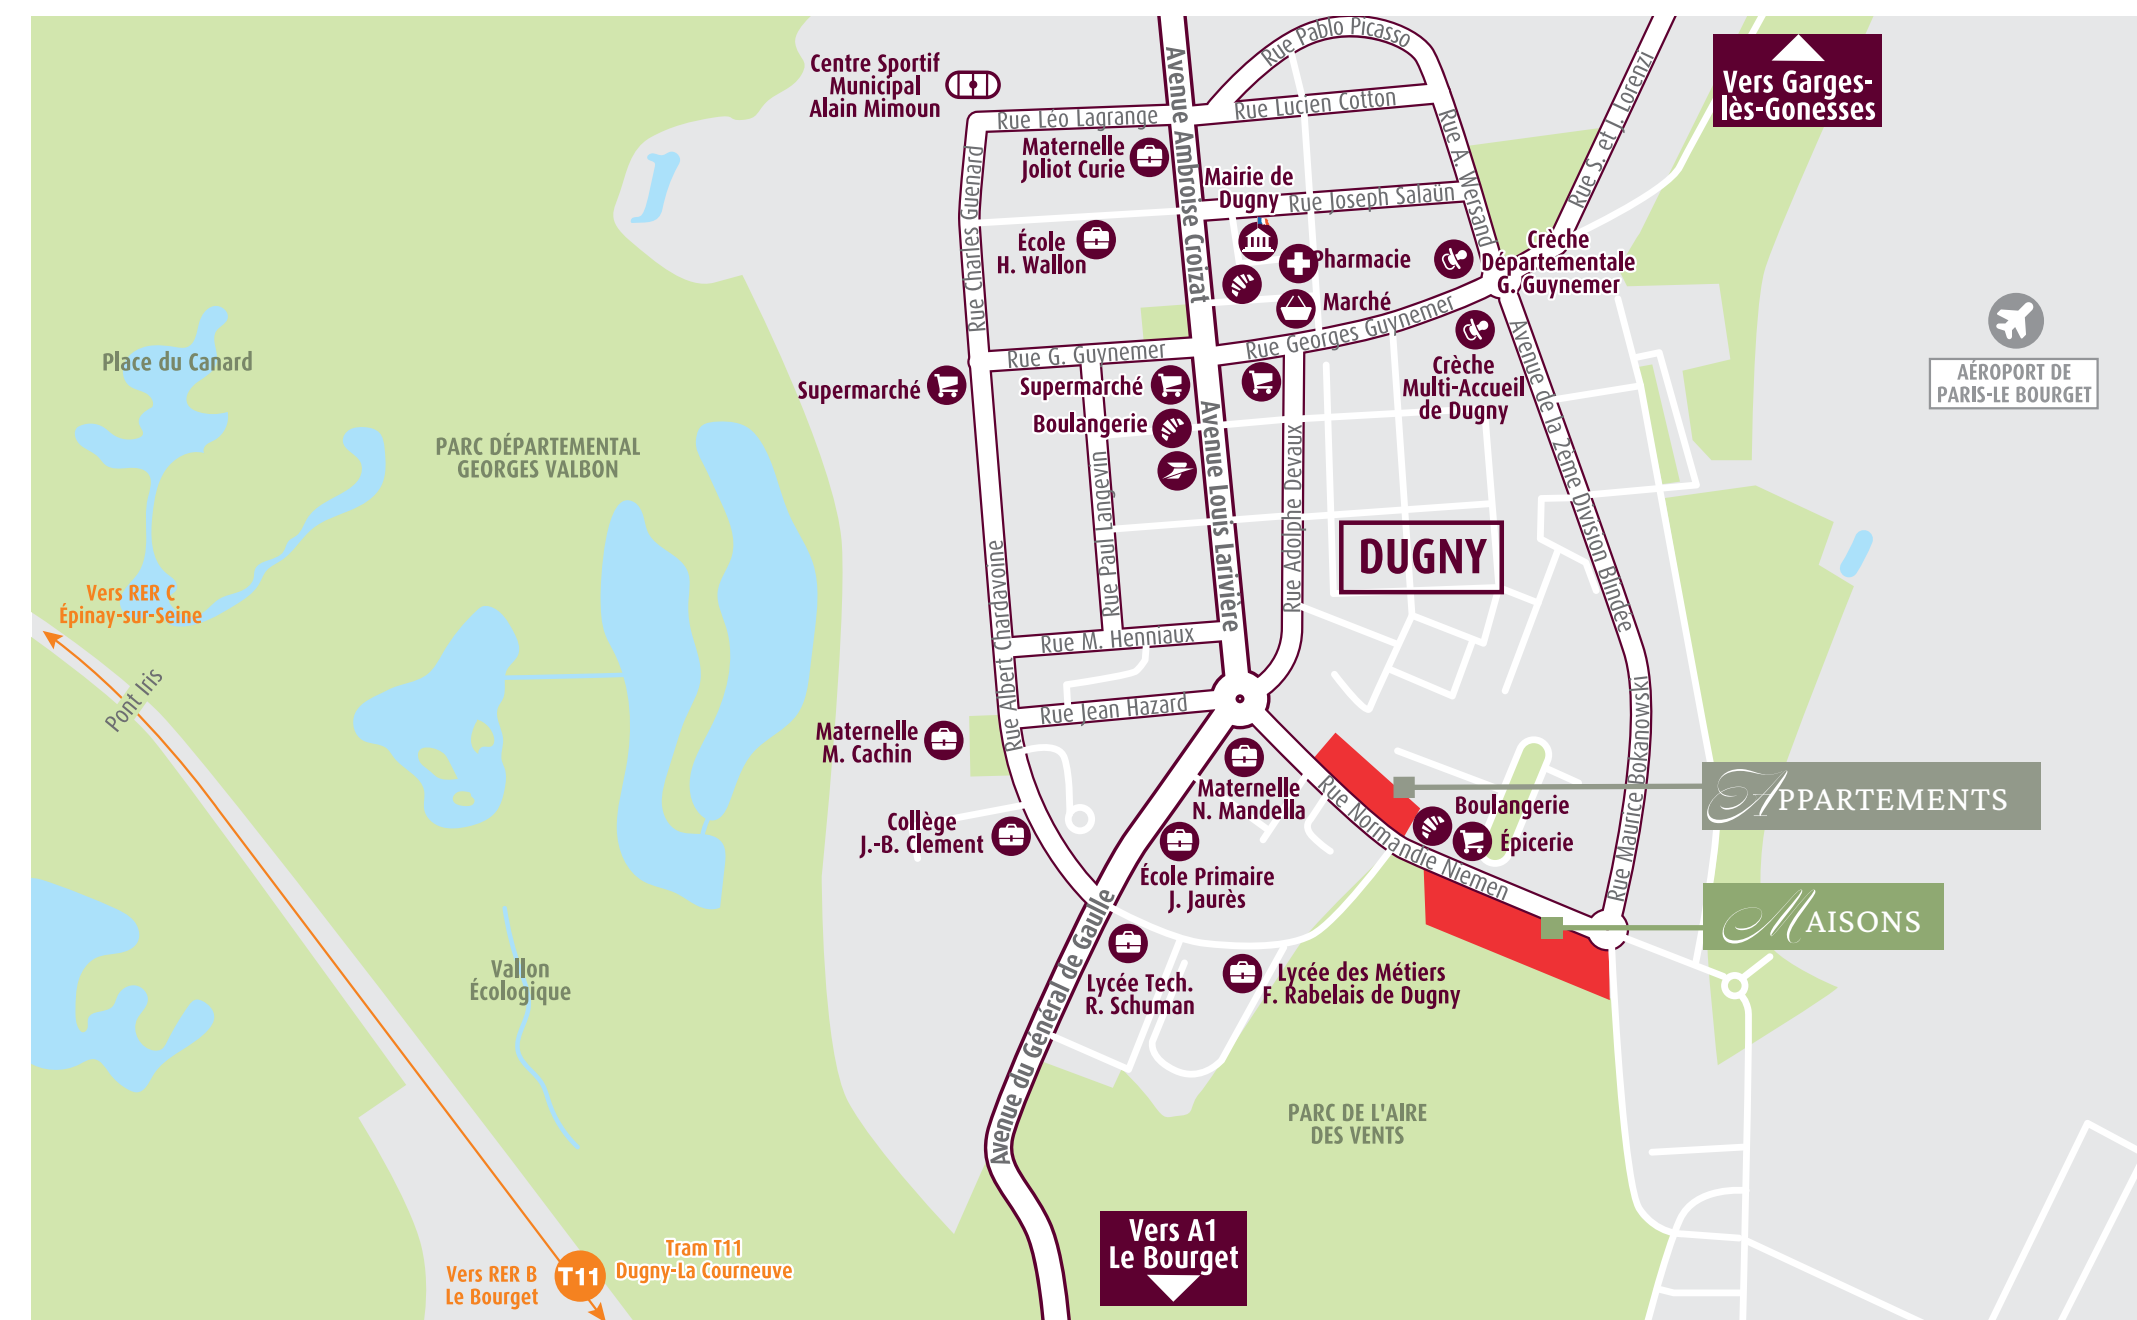 Centre Sportif
Municipal
Alain Mimoun
Rue Pablo Picasso
Rue Léo Lagrange
Rue Lucien Cotton
Avenue Ambroise Croizat
Rue S. et J. Lorenzi
Vers Garges-
lès-Gonesses
Maternelle
Joliot Curie
Mairie de
Dugny
Rue Joseph Salaün
Rue A. Wersand
Rue Charles Guenard
École
H. Wallon
Pharmacie
Crèche
Départementale
G. Guynemer
Marché
Rue G. Guynemer
Rue Georges Guynemer
Supermarché
Supermarché
Boulangerie
Crèche
Multi-Accueil
de Dugny
AÉROPORT DE
PARIS-LE BOURGET
Place du Canard
PARC DÉPARTEMENTAL
GEORGES VALBON
Rue Paul Langevin
Avenue Louis Larivière
Rue Adolphe Devaux
Avenue de la 2ème Division Blindée
DUGNY
Vers RER C
Épinay-sur-Seine
Pont Iris
Rue Albert Chardavoine
Rue M. Henniaux
Rue Jean Hazard
Maternelle
M. Cachin
Maternelle
N. Mandella
Rue Normandie Niemen
Rue Maurice Bokanowski
APPARTEMENTS
Boulangerie
Épicerie
Collège
J.-B. Clement
École Primaire
J. Jaurès
MAISONS
Avenue du Général de Gaulle
Lycée Tech.
R. Schuman
Lycée des Métiers
F. Rabelais de Dugny
Vallon
Écologique
PARC DE L'AIRE
DES VENTS
Vers A1
Le Bourget
Vers RER B
Le Bourget
T11
Tram T11
Dugny-La Courneuve